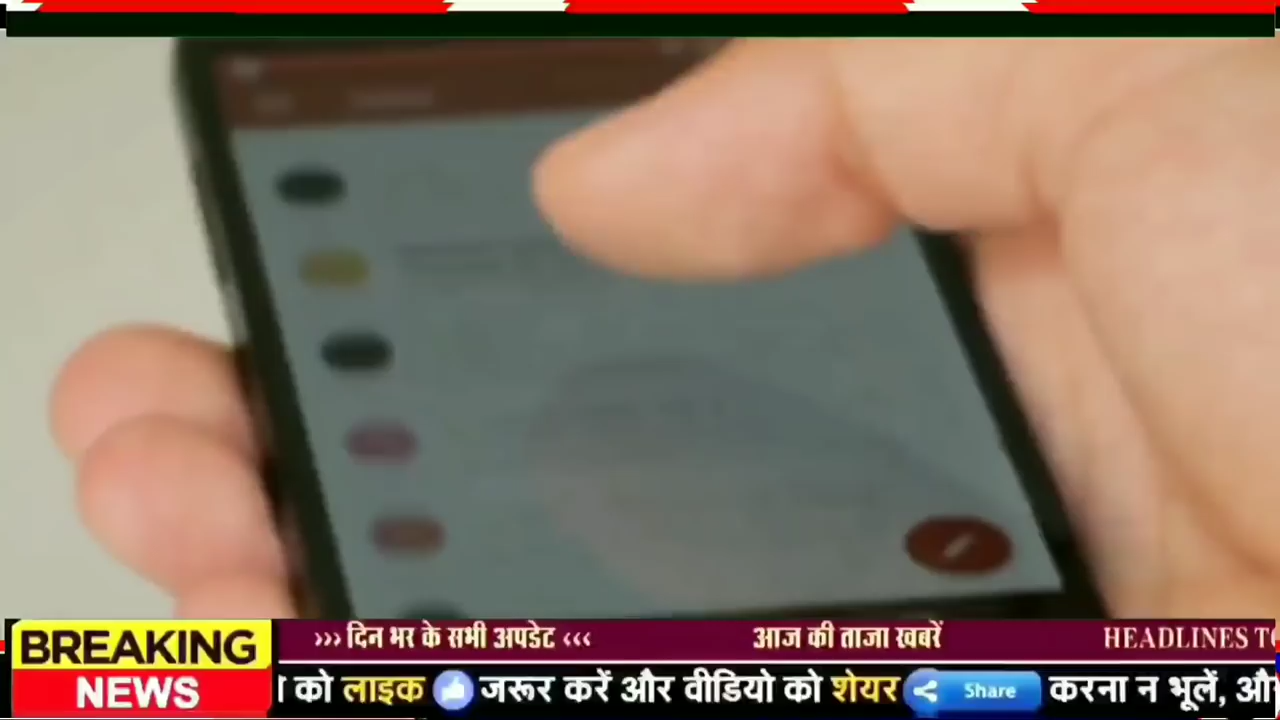 BREAKING
NEWS
››› दिन भर के सभी अपडेट ‹‹‹ आज की ताजा खबरें HEADLINES
को लाइक जरूर करें और वीडियो को शेयर Share करना न भूलें,